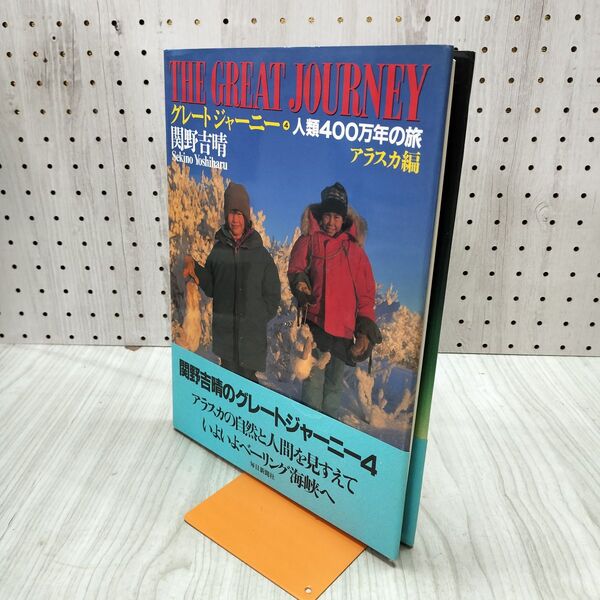 THE GREAT JOURNEY
グレートジャーニー④人類400万年の旅
関野吉晴
Sekino Yoshiharu
アラスカ編
関野吉晴のグレートジャーニー4
アラスカの自然と人間を見すえて
いよいよベーリング海峡へ
毎日新聞社